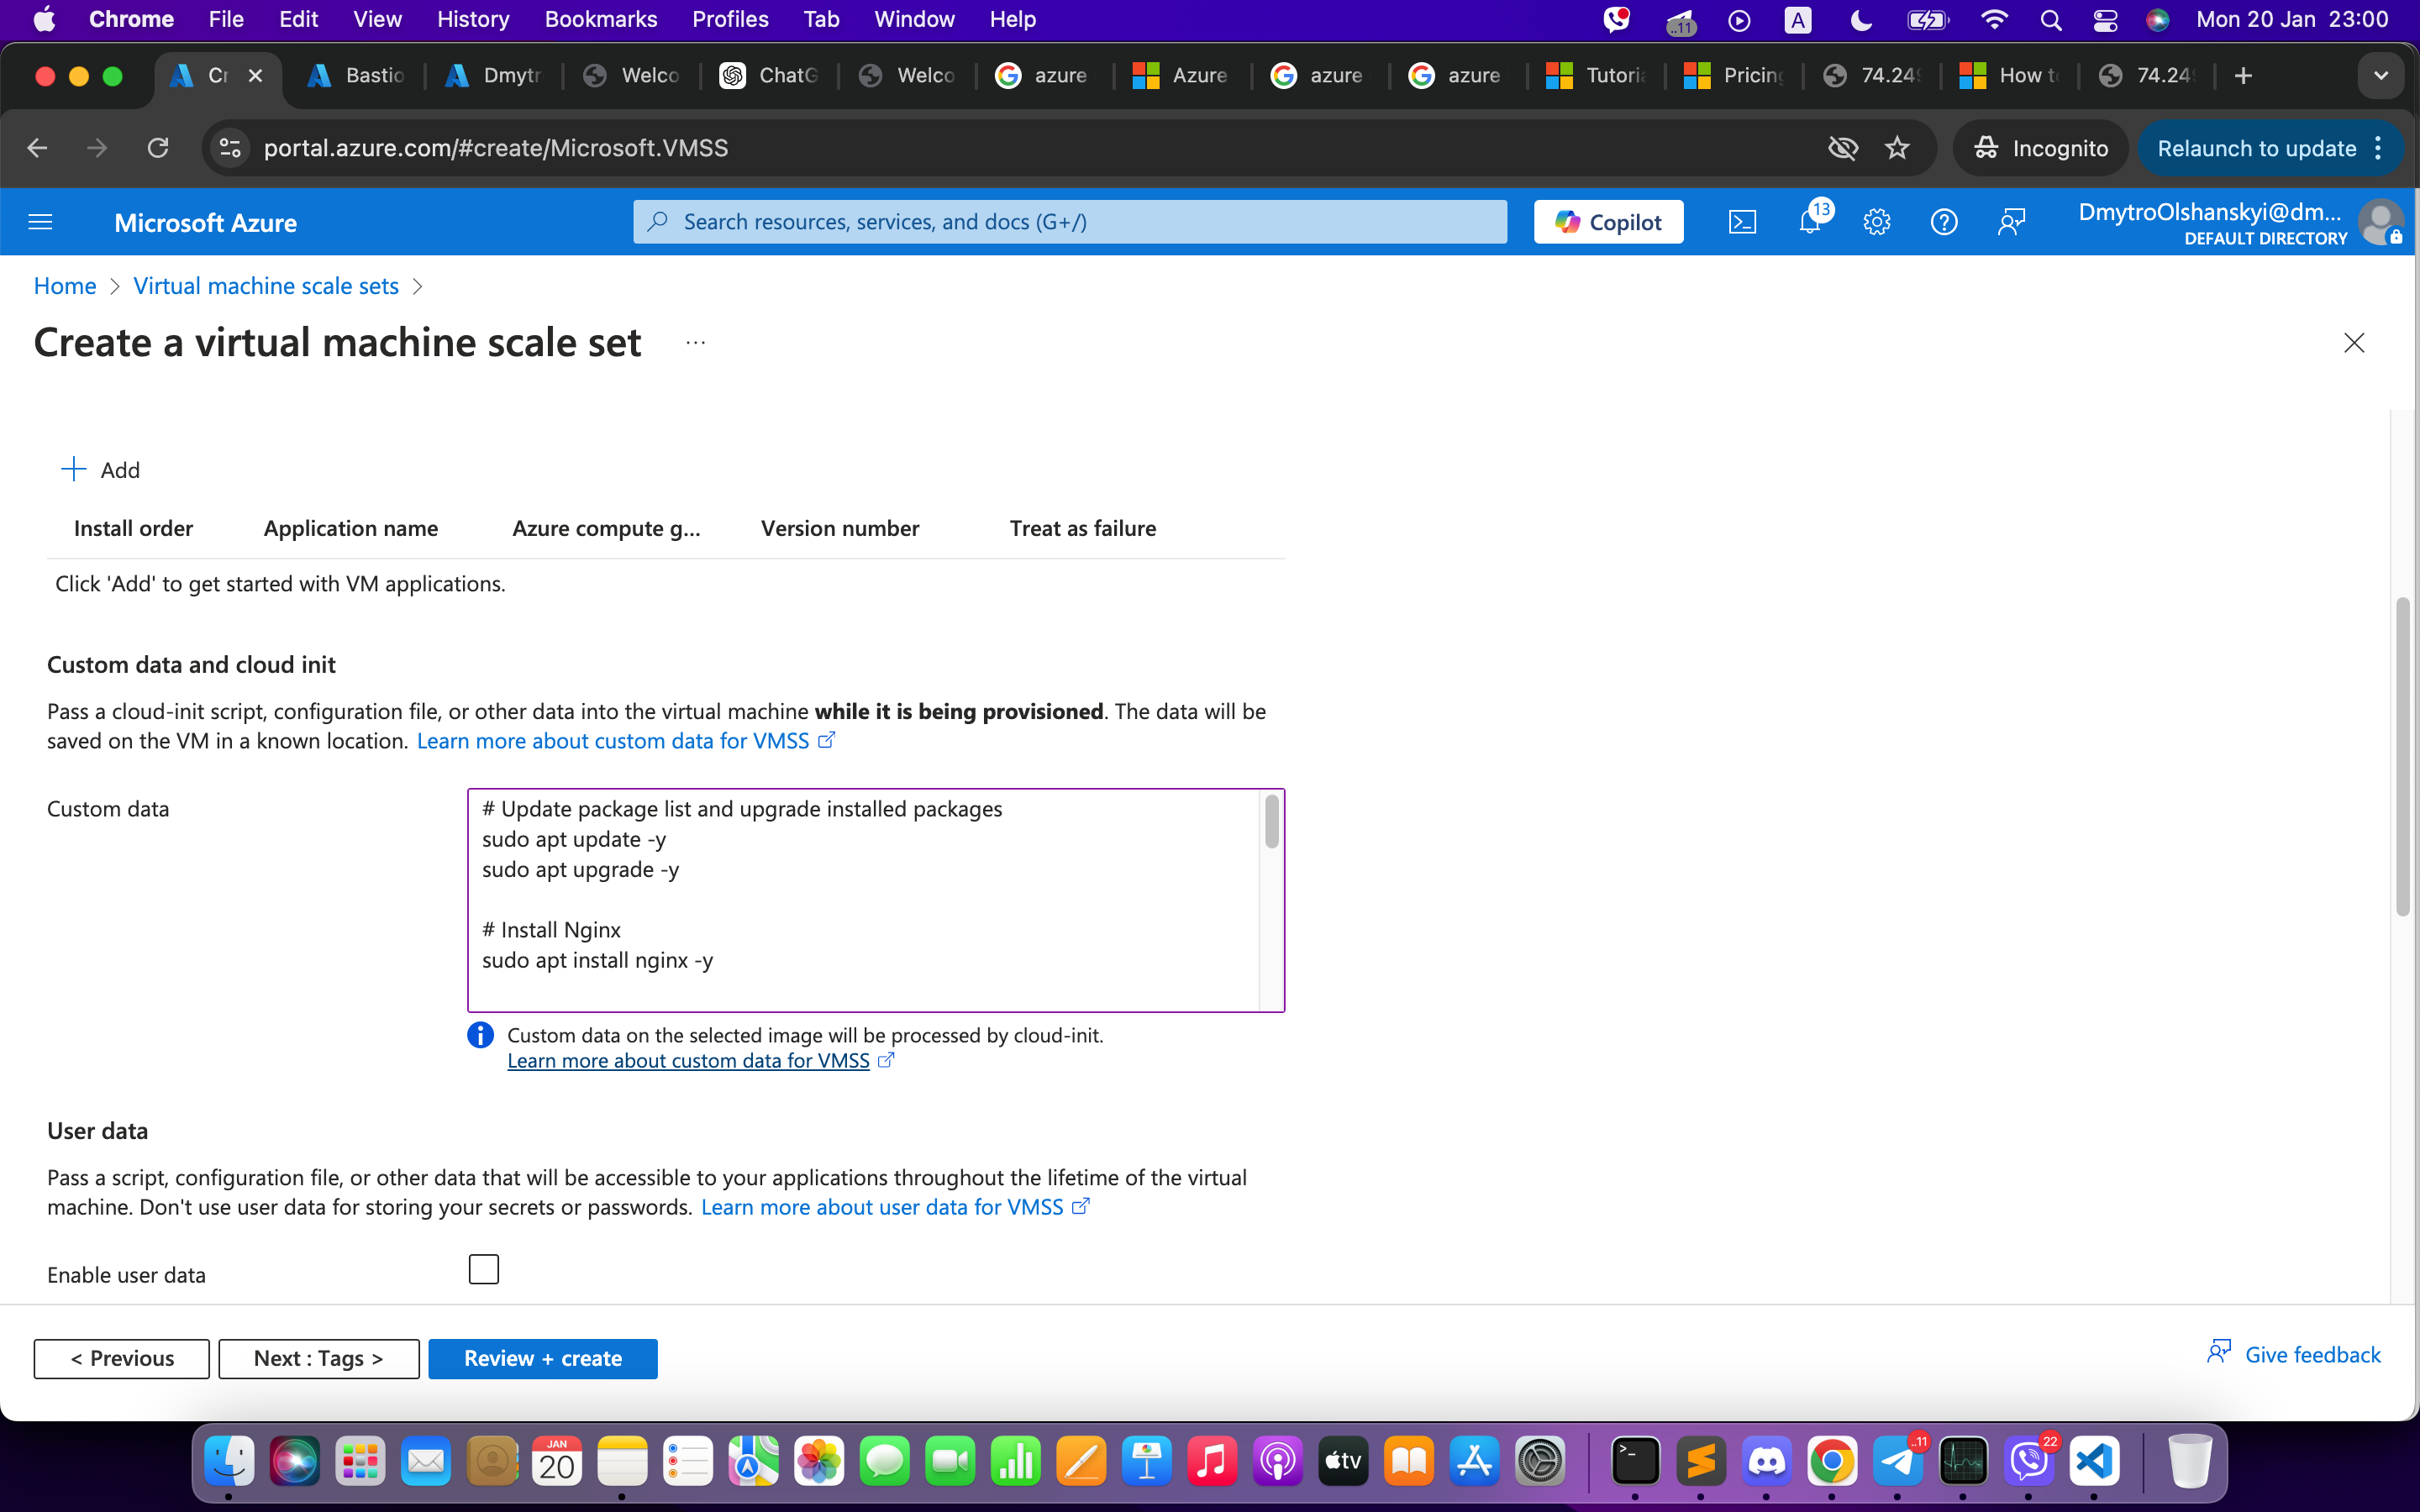 Chrome File Edit View History Bookmarks Profiles Tab Window Help ..11 A Mon 20 Jan 23:00
Cr Bastio Dmytr Welco ChatG Welco azure Azure azure azure Tutoria Pricing 74.249 How to 74.24
portal.azure.com/#create/Microsoft.VMSS Incognito Relaunch to update
Microsoft Azure Search resources, services, and docs (G+/) Copilot 13 DmytroOlshanskyi@dm...
DEFAULT DIRECTORY
Home > Virtual machine scale sets >
Create a virtual machine scale set ...
Add
Install order Application name Azure compute g... Version number Treat as failure
Click 'Add' to get started with VM applications.
Custom data and cloud init
Pass a cloud-init script, configuration file, or other data into the virtual machine while it is being provisioned. The data will be
saved on the VM in a known location. Learn more about custom data for VMSS
Custom data
# Update package list and upgrade installed packages
sudo apt update -y
sudo apt upgrade -y
# Install Nginx
sudo apt install nginx -y
Custom data on the selected image will be processed by cloud-init.
Learn more about custom data for VMSS
User data
Pass a script, configuration file, or other data that will be accessible to your applications throughout the lifetime of the virtual
machine. Don't use user data for storing your secrets or passwords. Learn more about user data for VMSS
Enable user data
< Previous Next : Tags > Review + create Give feedback
JAN
20
tv
..11
22